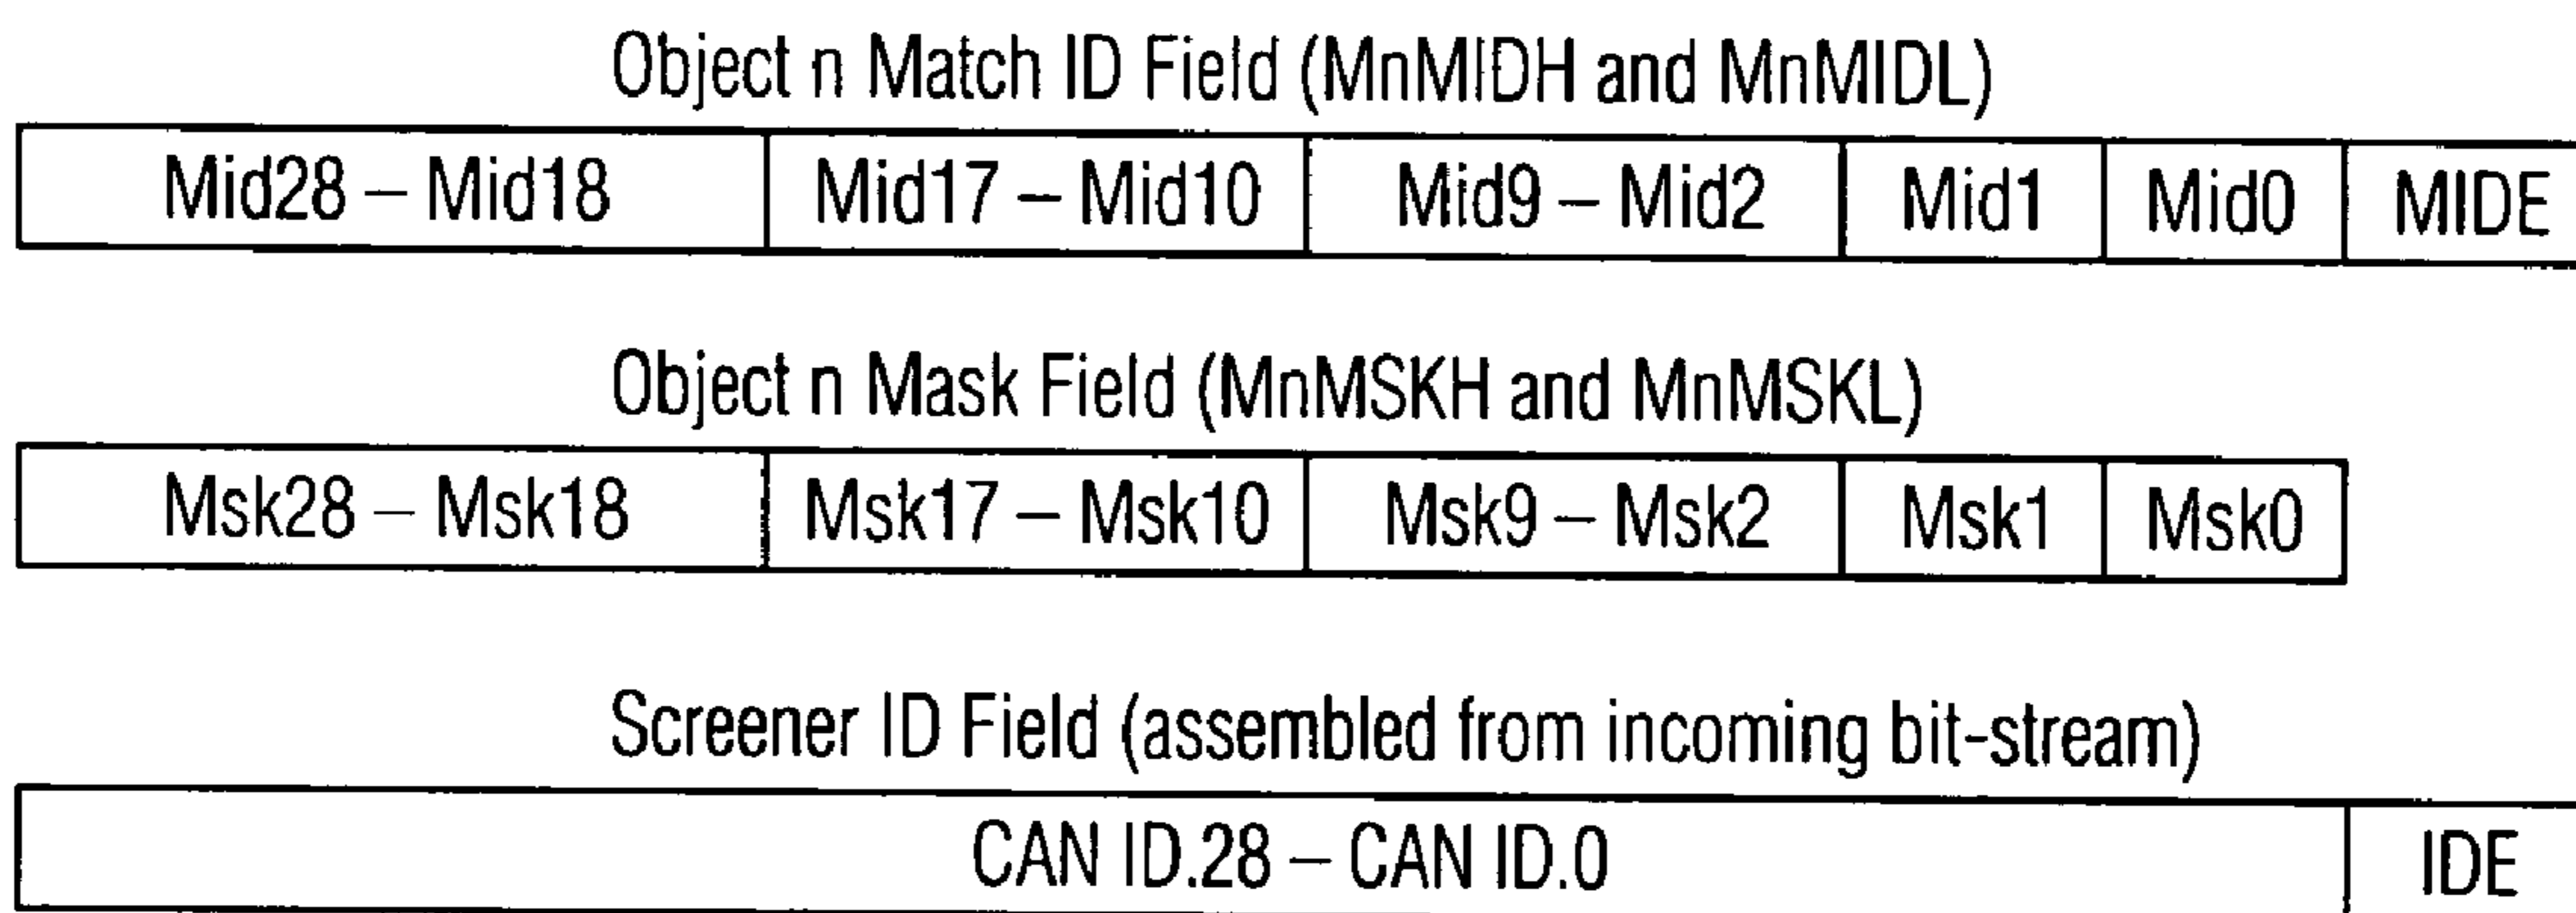 Object n Match ID Field (MnMIDH and MnMIDL)
Mid28 – Mid18 Mid17 – Mid10 Mid9 – Mid2 Mid1 Mid0 MIDE
Object n Mask Field (MnMSKH and MnMSKL)
Msk28 – Msk18 Msk17 – Msk10 Msk9 – Msk2 Msk1 Msk0
Screener ID Field (assembled from incoming bit-stream)
CAN ID.28 – CAN ID.0 IDE